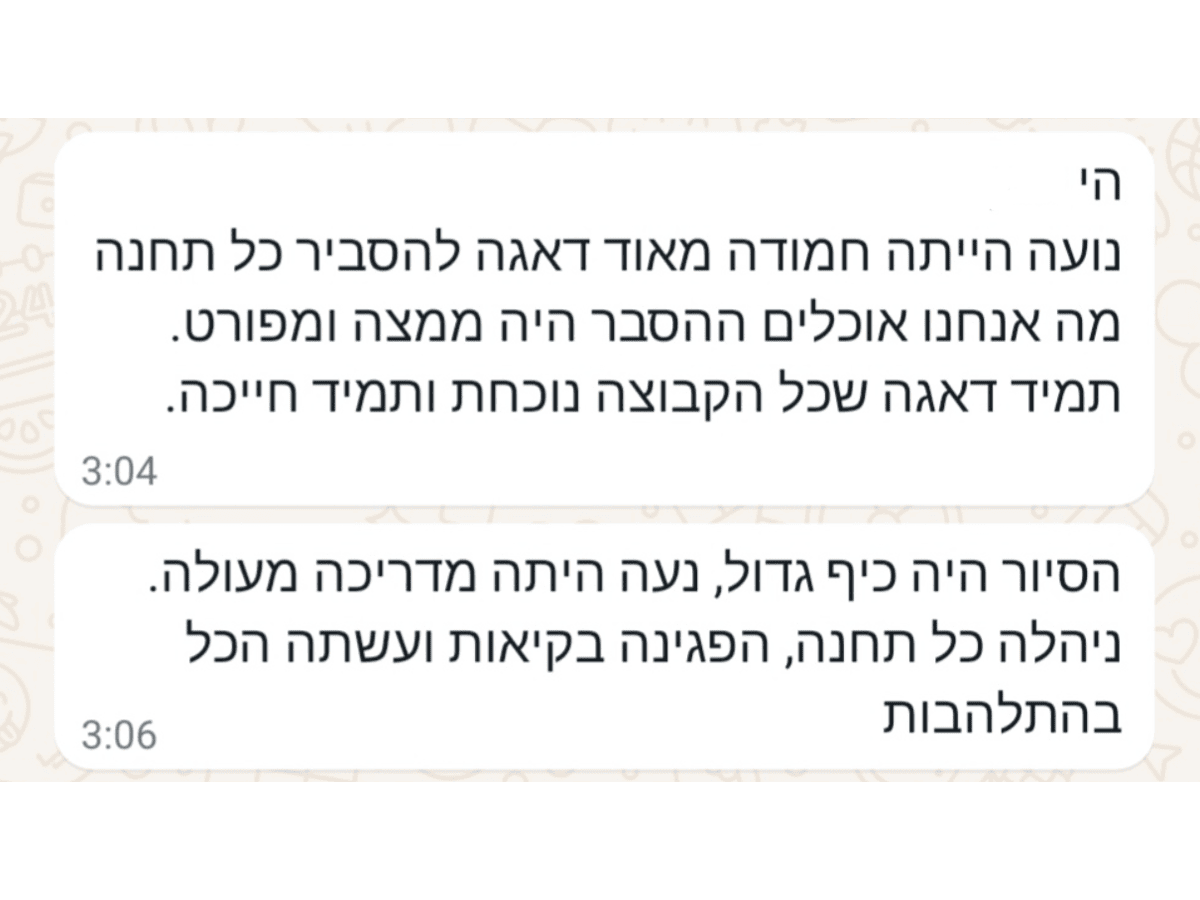 הי
נועה הייתה חמודה מאוד דאגה להסביר כל תחנה
מה אנחנו אוכלים ההסבר היה ממצה ומפורט.
תמיד דאגה שכל הקבוצה נוכחת ותמיד חייכה.
3:04
הסיור היה כיף גדול, נעה היתה מדריכה מעולה.
ניהלה כל תחנה, הפגינה בקיאות ועשתה הכל
בהתלהבות
3:06